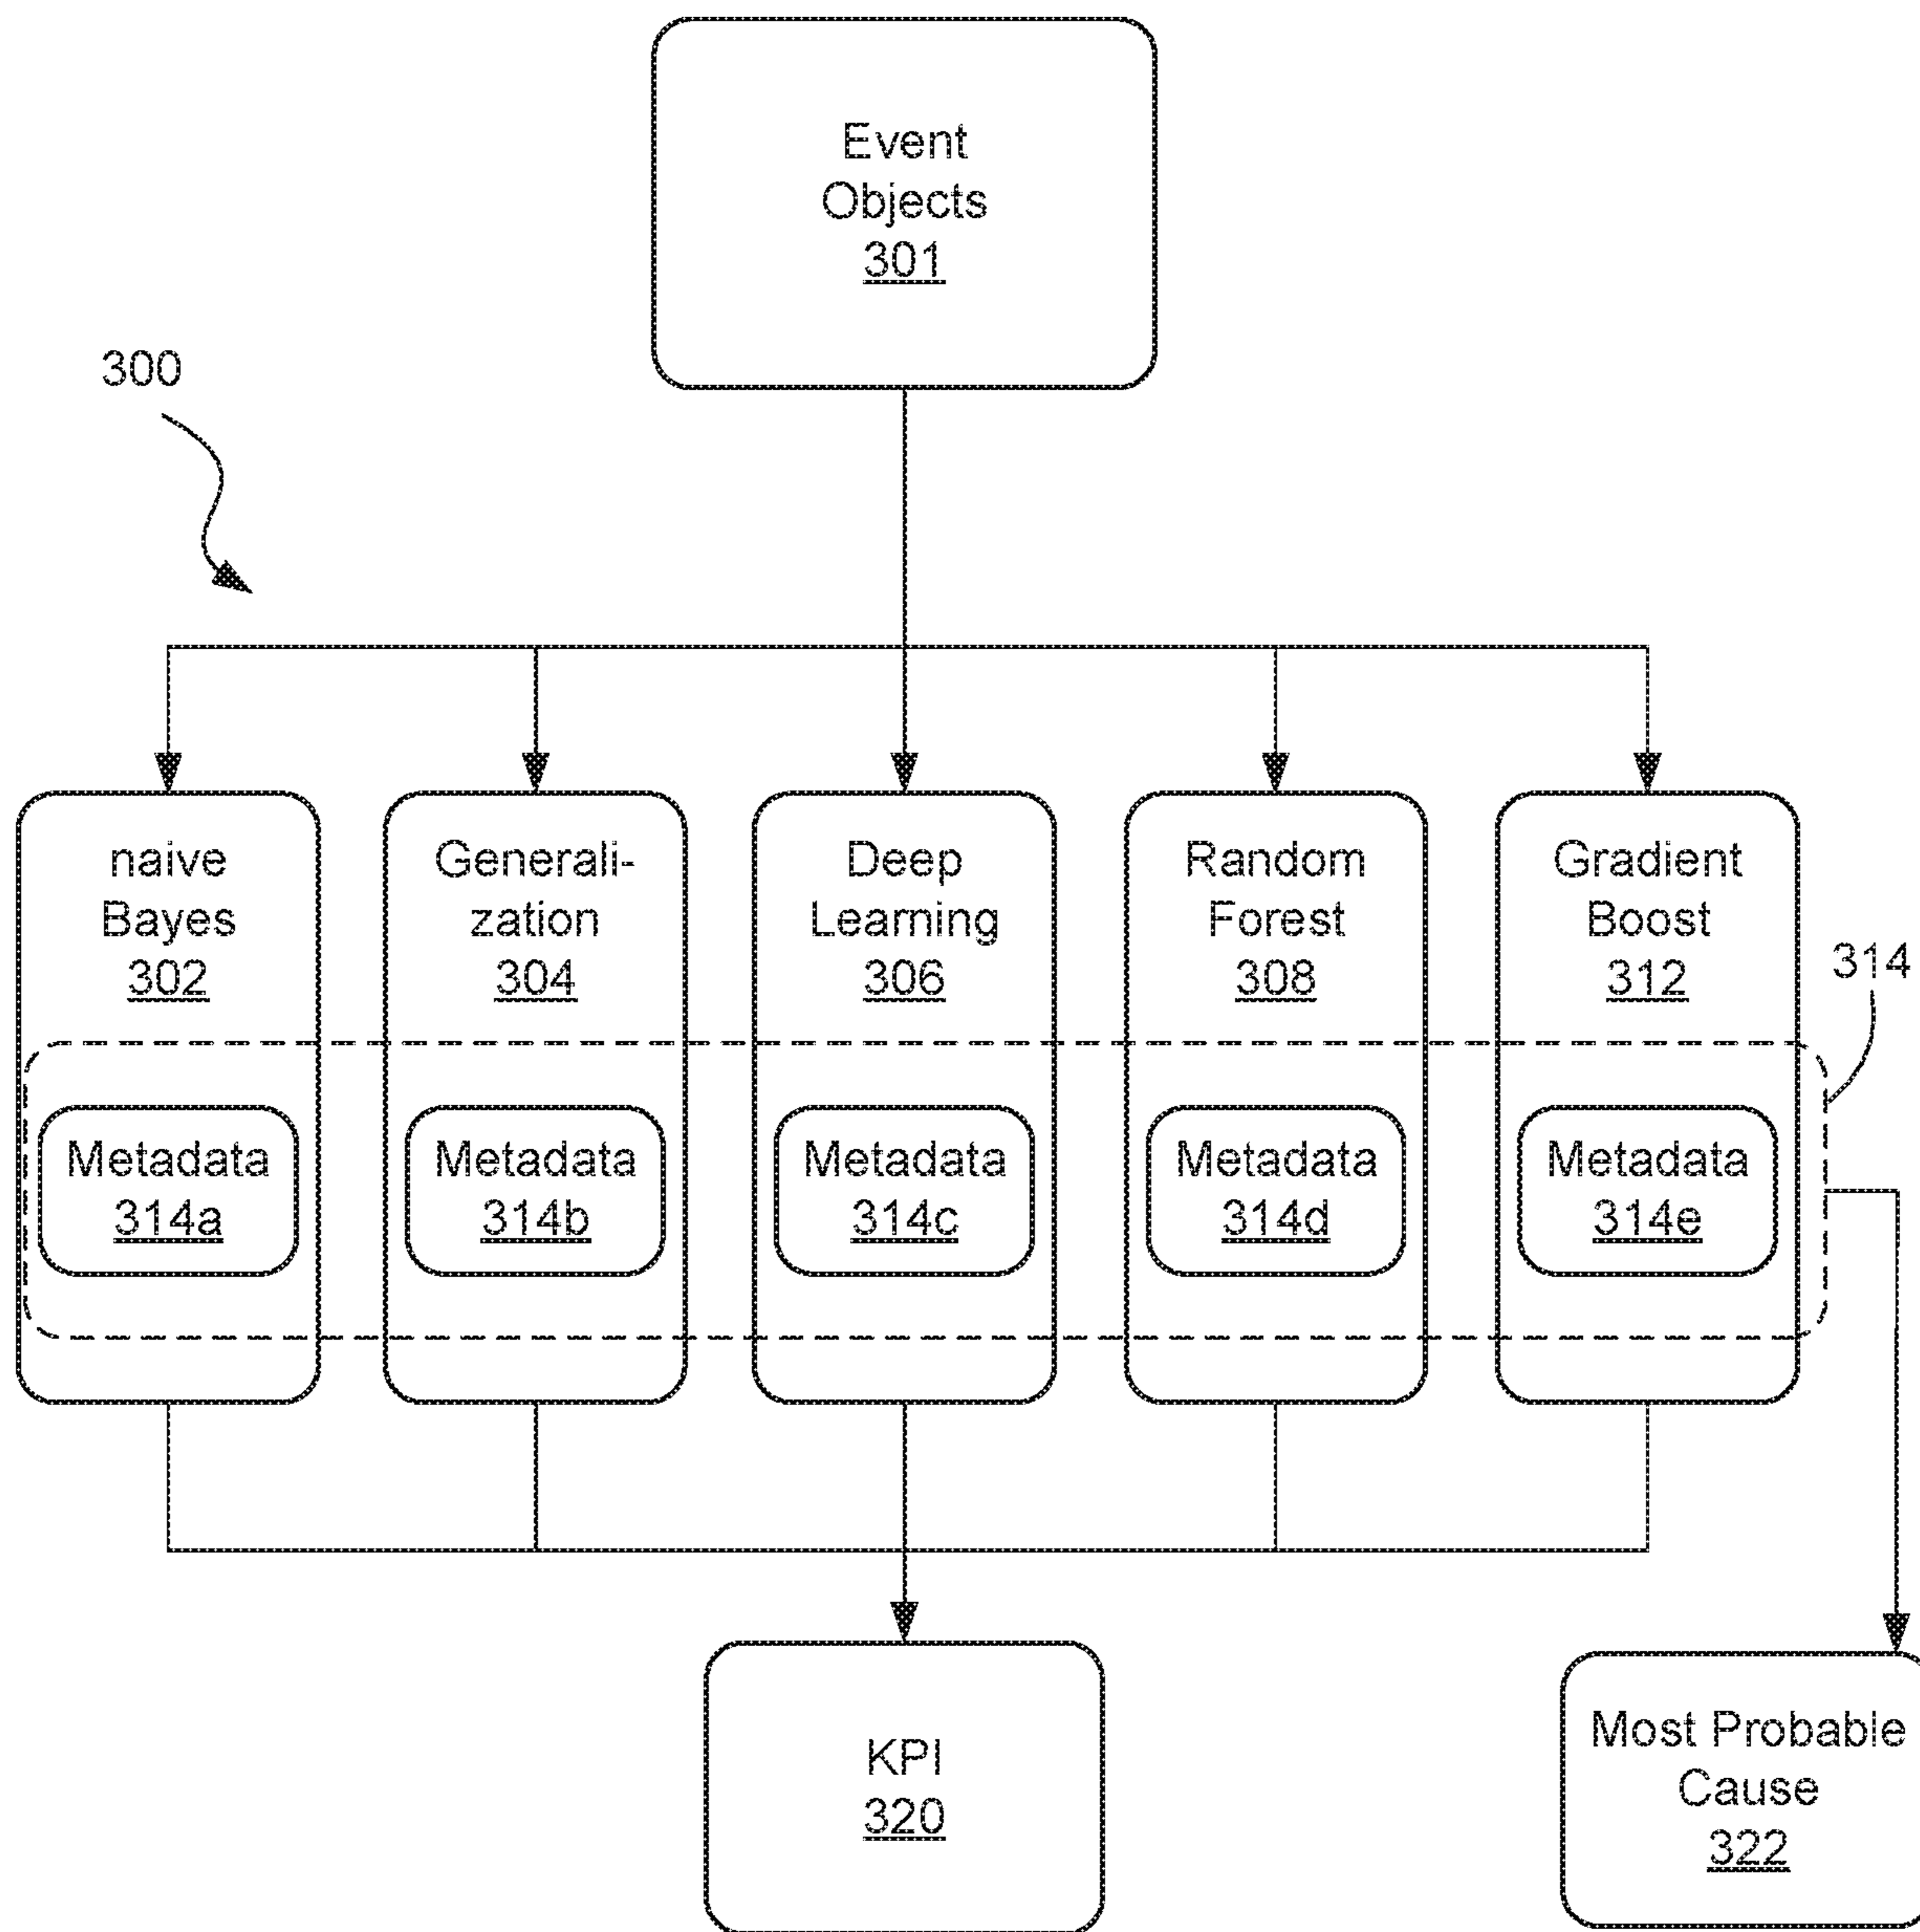 Event
Objects
301
300
naive
Bayes
302
Generali-
zation
304
Deep
Learning
306
Random
Forest
308
Gradient
Boost
312
314
Metadata
314a
Metadata
314b
Metadata
314c
Metadata
314d
Metadata
314e
KPI
320
Most Probable
Cause
322